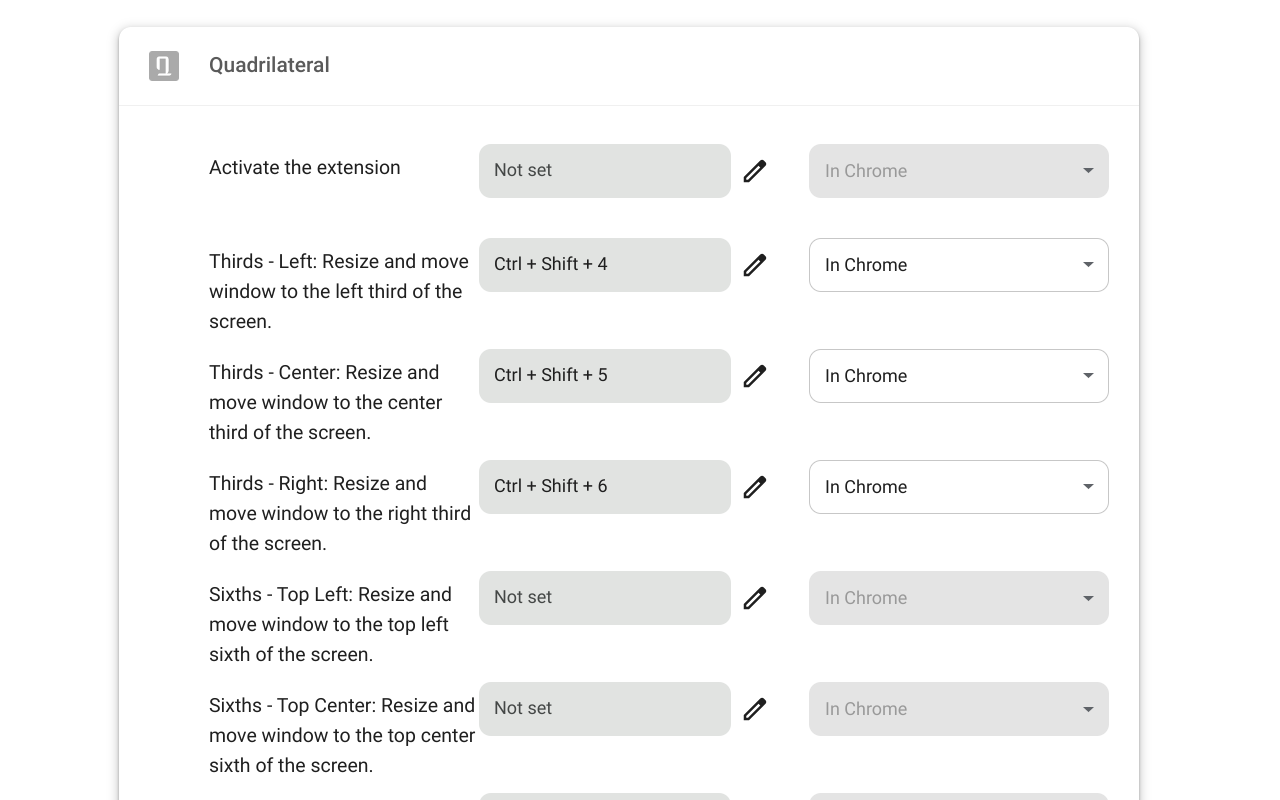 Quadrilateral
Activate the extension
Not set
In Chrome
Thirds - Left: Resize and move
window to the left third of the
screen.
Ctrl + Shift + 4
In Chrome
Thirds - Center: Resize and
move window to the center
third of the screen.
Ctrl + Shift + 5
In Chrome
Thirds - Right: Resize and
move window to the right third
of the screen.
Ctrl + Shift + 6
In Chrome
Sixths - Top Left: Resize and
move window to the top left
sixth of the screen.
Not set
In Chrome
Sixths - Top Center: Resize and
move window to the top center
sixth of the screen.
Not set
In Chrome